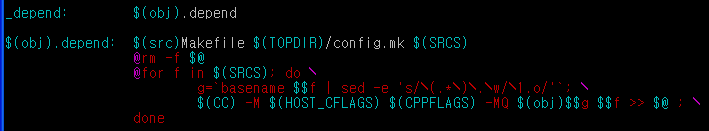 _depend:	$(obj).depend
$(obj).depend:	$(src)Makefile $(TOPDIR)/config.mk $(SRCS)
@rm -f $@
@for f in $(SRCS); do \
g=`basename $$f | sed -e 's/\(.*\)\.\w/\1.o/'`; \
$(CC) -M $(HOST_CFLAGS) $(CPPFLAGS) -MQ $(obj)$$g $$f >> $@ ; \
done